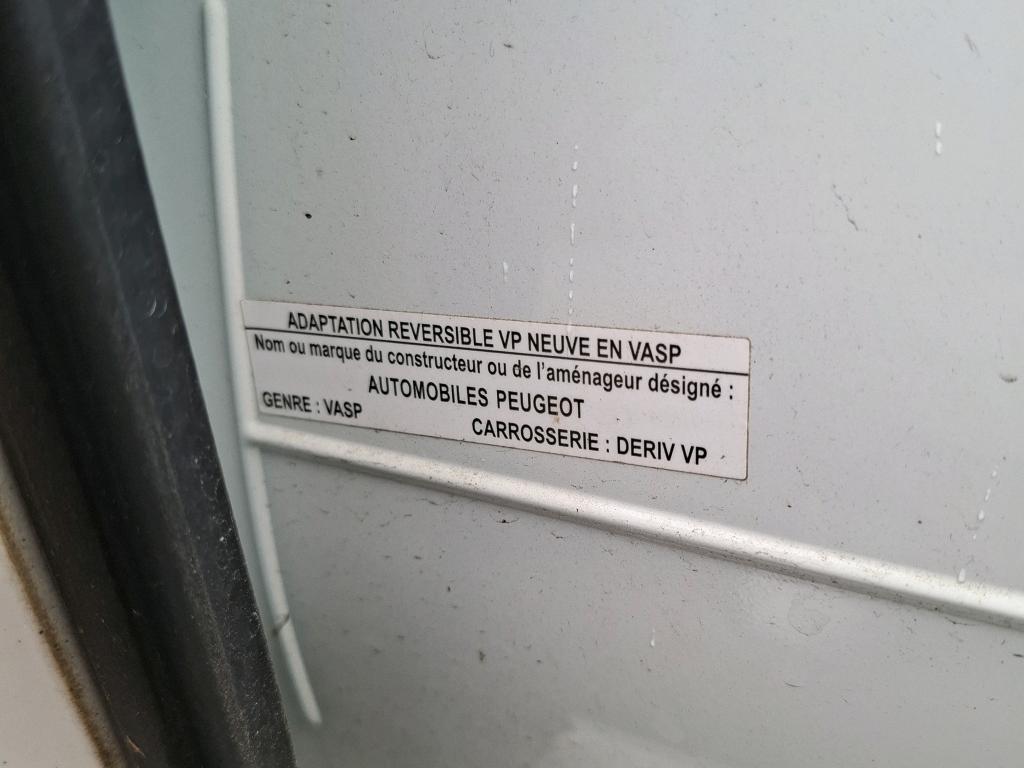 ADAPTATION REVERSIBLE VP NEUVE EN VASP
Nom ou marque du constructeur ou de l'aménageur désigné :
AUTOMOBILES PEUGEOT
GENRE : VASP
CARROSSERIE : DERIV VP